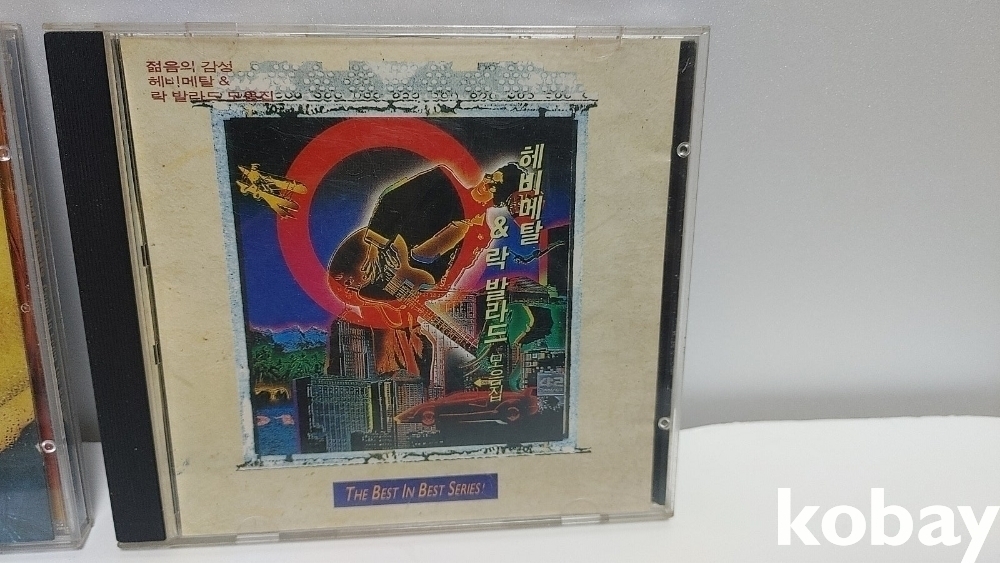 젊음의 감성
헤비메탈 &
락 발라드 모음집
헤비메탈
& 락 발라드 모음집
THE BEST IN BEST SERIES!
kobay